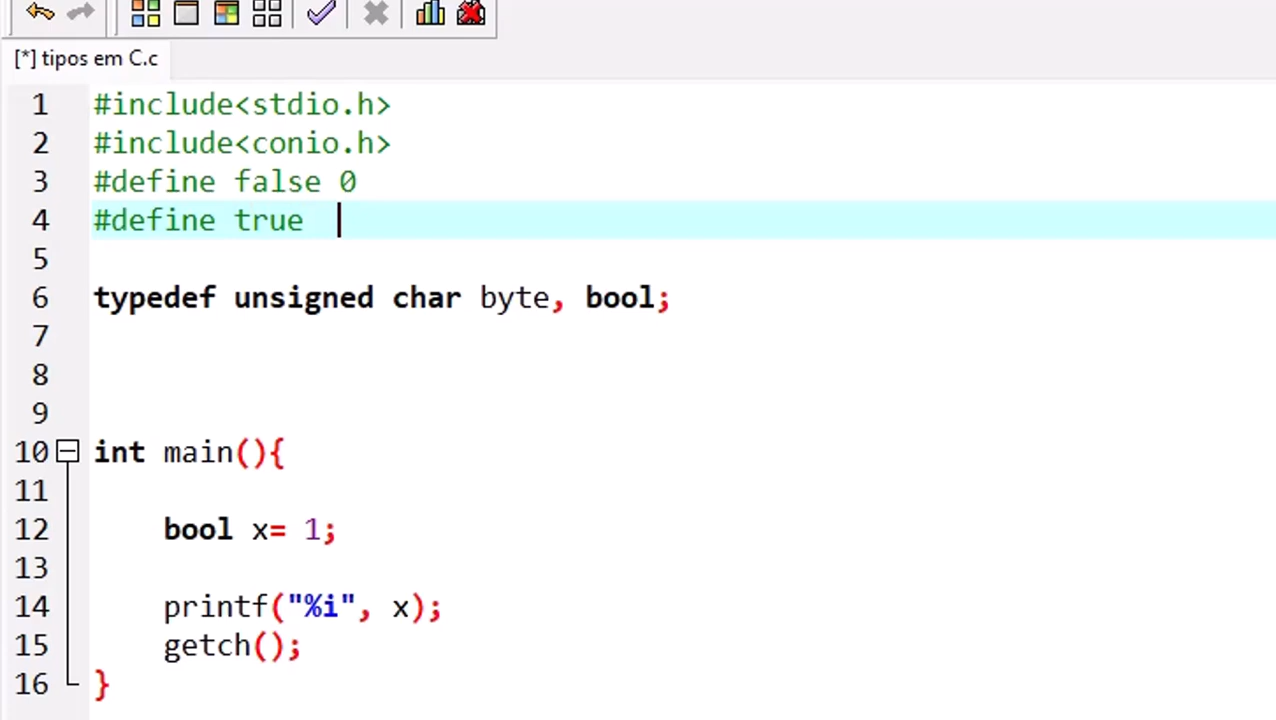 [*] tipos em C.c
1 #include<stdio.h>
2 #include<conio.h>
3 #define false 0
4 #define true
5
6 typedef unsigned char byte, bool;
7
8
9
10 int main(){
11
12 bool x= 1;
13
14 printf("%i", x);
15 getch();
16 }